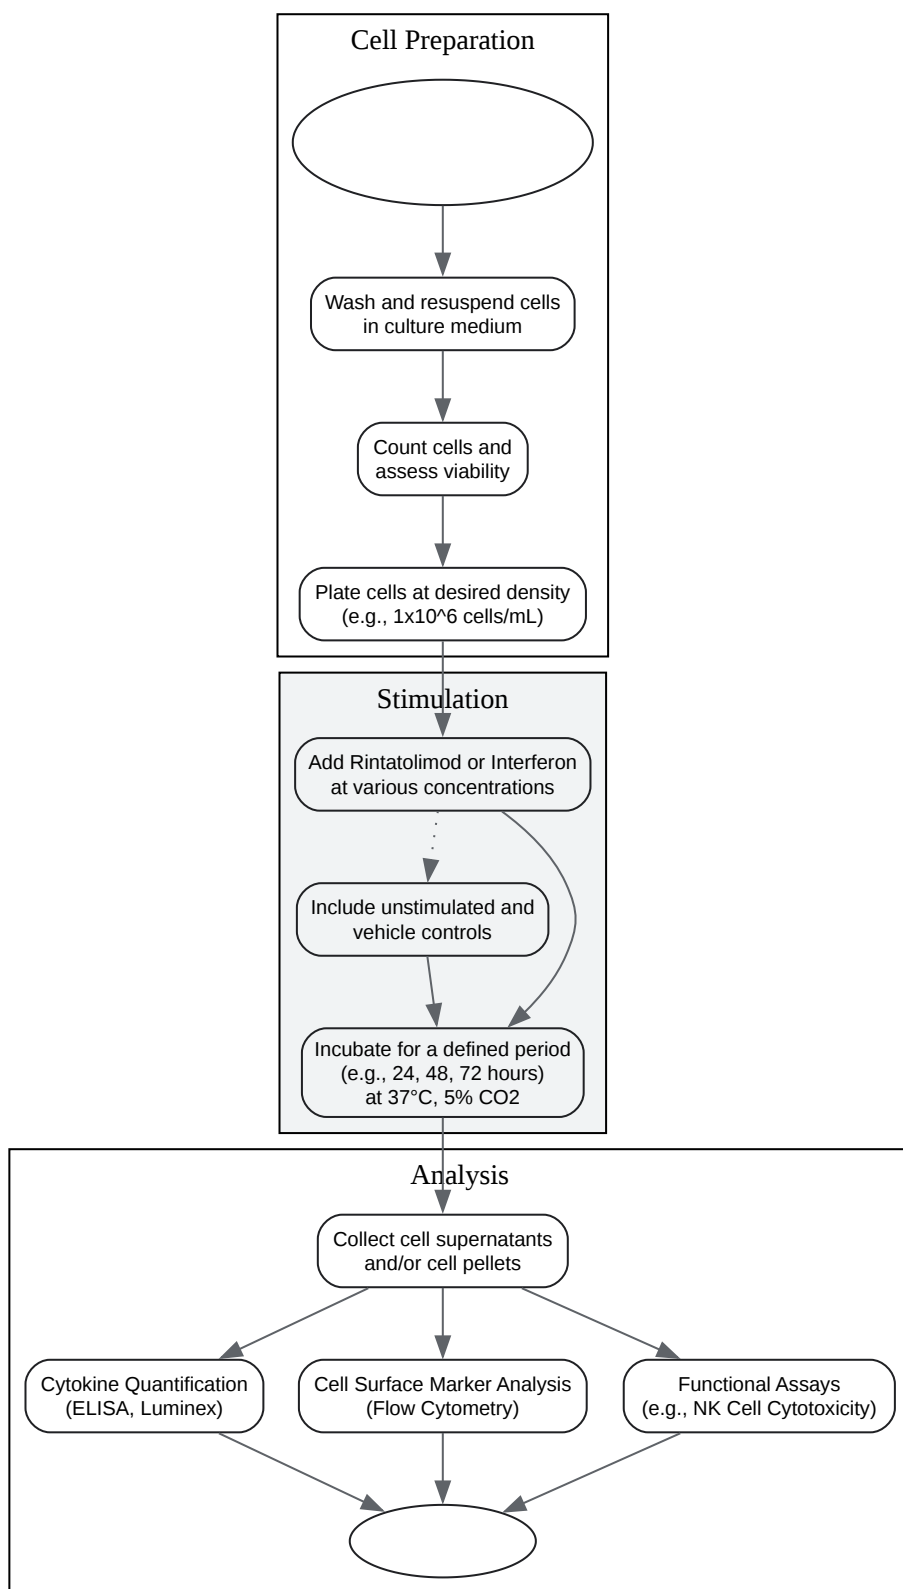 Cell Preparation
Wash and resuspend cells
in culture medium
Count cells and
assess viability
Plate cells at desired density
(e.g., 1x10^6 cells/mL)
Stimulation
Add Rintatolimod or Interferon
at various concentrations
Include unstimulated and
vehicle controls
Incubate for a defined period
(e.g., 24, 48, 72 hours)
at 37°C, 5% CO2
Analysis
Collect cell supernatants
and/or cell pellets
Cytokine Quantification
(ELISA, Luminex)
Cell Surface Marker Analysis
(Flow Cytometry)
Functional Assays
(e.g., NK Cell Cytotoxicity)